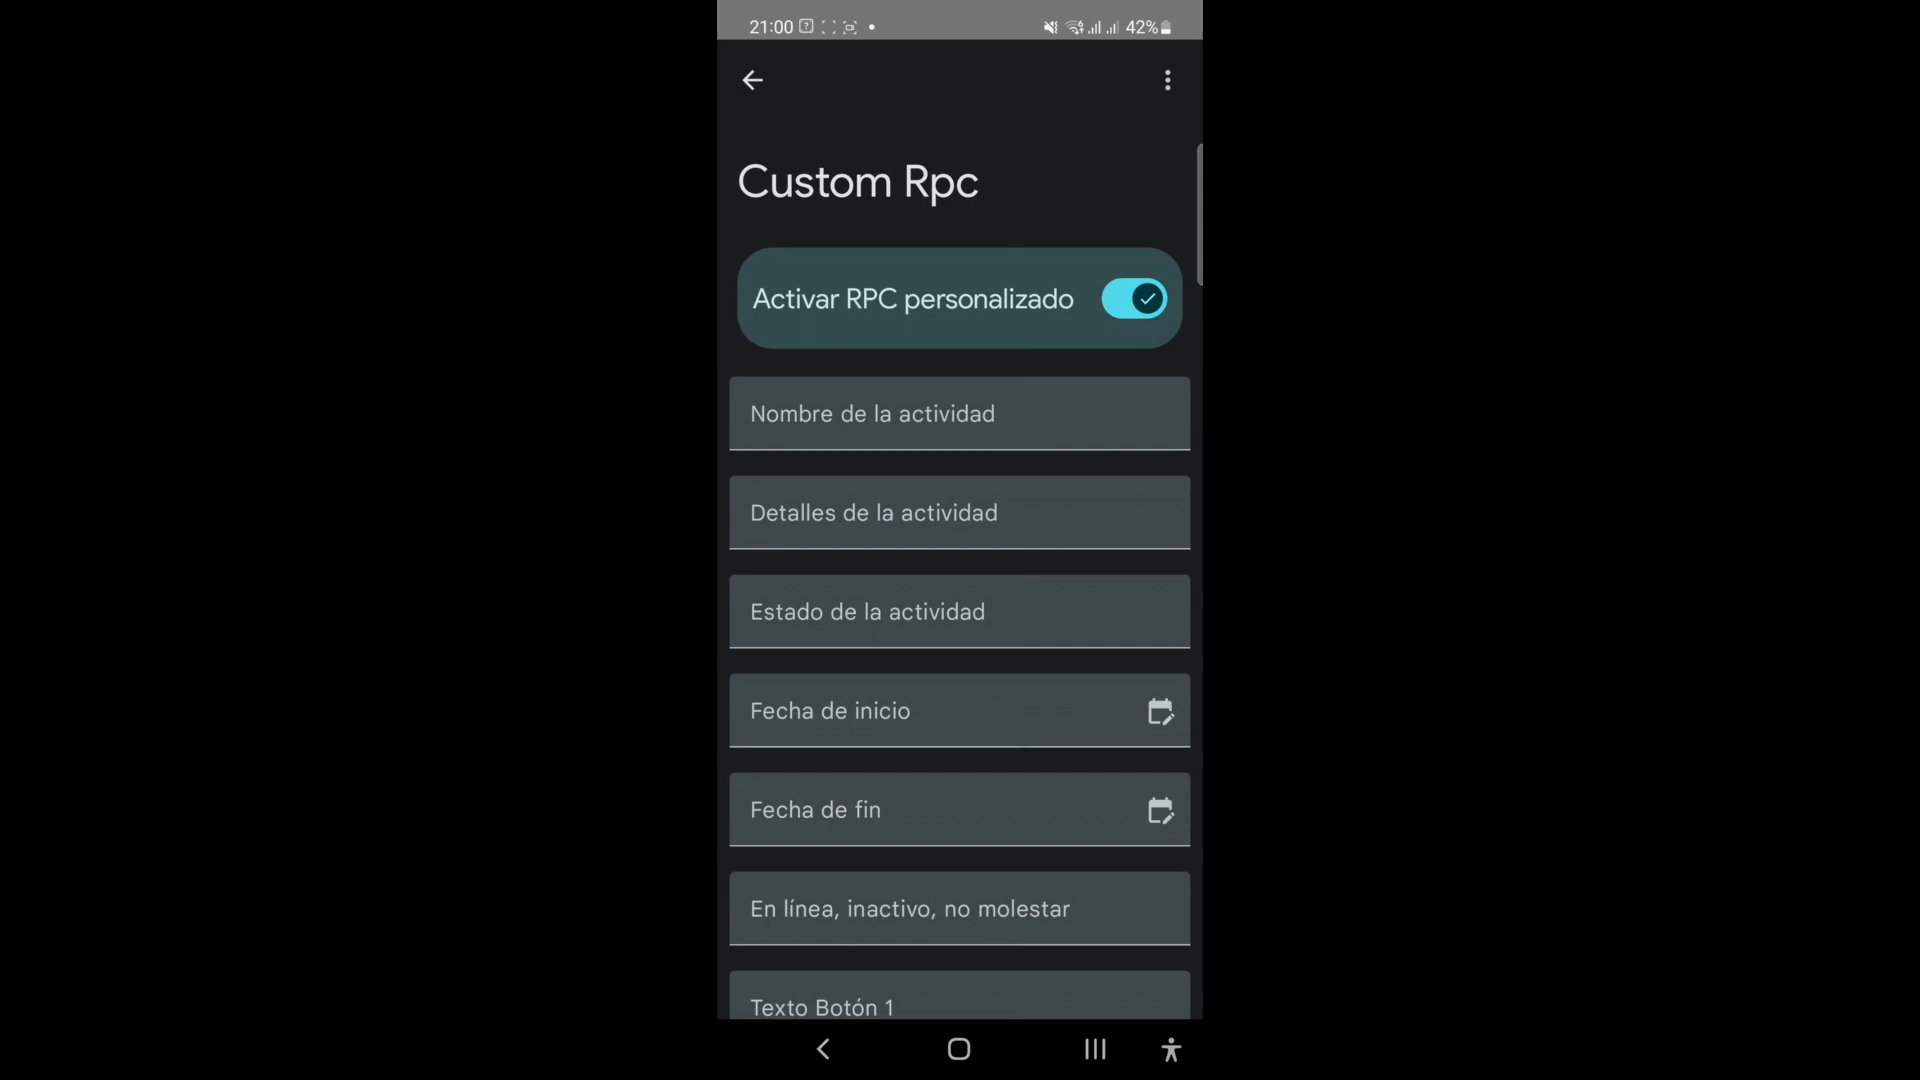 21:00
42%
Custom Rpc
Activar RPC personalizado
Nombre de la actividad
Detalles de la actividad
Estado de la actividad
Fecha de inicio
Fecha de fin
En línea, inactivo, no molestar
Texto Botón 1